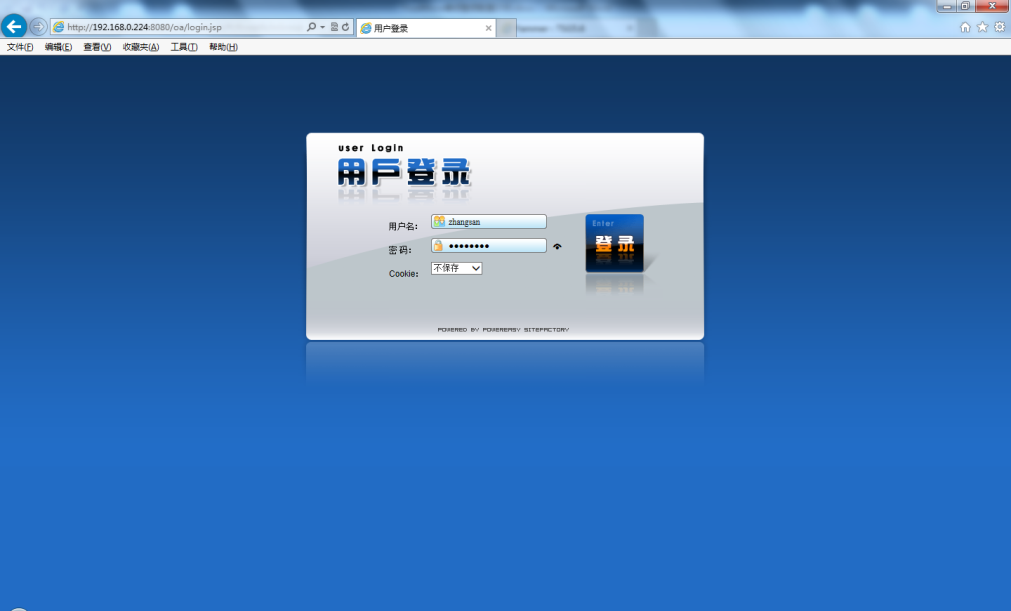 http://192.168.0.224:8080/oa/login.jsp
用户登录
文件(F) 编辑(E) 查看(V) 收藏夹(A) 工具(T) 帮助(H)
user Login
用戶登录
用户名: zhangsan
Enter
登录
密 码: ••••••••
Cookie: 不保存
POWERED BY POWEREASY SITEFACTORY